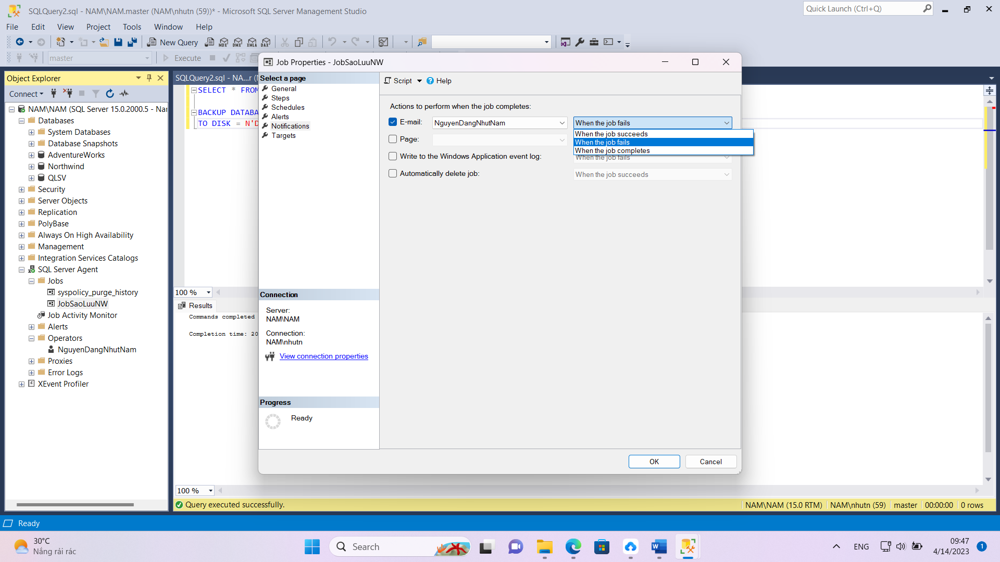 SQLQuery2.sql - NAM\NAM.master (NAM\nhutn (59))* - Microsoft SQL Server Management Studio
Quick Launch (Ctrl+Q)
File Edit View Project Tools Window Help
New Query MDX DMX XMLA DAX
master Execute
Object Explorer
Connect
NAM\NAM (SQL Server 15.0.2000.5 - Nar
Databases
System Databases
Database Snapshots
AdventureWorks
Northwind
QLSV
Security
Server Objects
Replication
PolyBase
Always On High Availability
Management
Integration Services Catalogs
SQL Server Agent
Jobs
syspolicy_purge_history
JobSaoLuuNW
Job Activity Monitor
Alerts
Operators
NguyenDangNhutNam
Proxies
Error Logs
XEvent Profiler
SQLQuery2.sql - NA...r (
SELECT * FROM
BACKUP DATABA
TO DISK = N'D
100 %
Results
Commands completed
Completion time: 20
100 %
Job Properties - JobSaoLuuNW
Select a page
General
Steps
Schedules
Alerts
Notifications
Targets
Connection
Server:
NAM\NAM
Connection:
NAM\nhutn
View connection properties
Progress
Ready
Script Help
Actions to perform when the job completes:
E-mail: NguyenDangNhutNam When the job fails
When the job succeeds
When the job fails
When the job completes
Page:
Write to the Windows Application event log: When the job fails
Automatically delete job: When the job succeeds
OK Cancel
Query executed successfully. NAM\NAM (15.0 RTM) NAM\nhutn (59) master 00:00:00 0 rows
Ready
30°C
Nắng rải rác
Search
ENG
09:47
4/14/2023
1